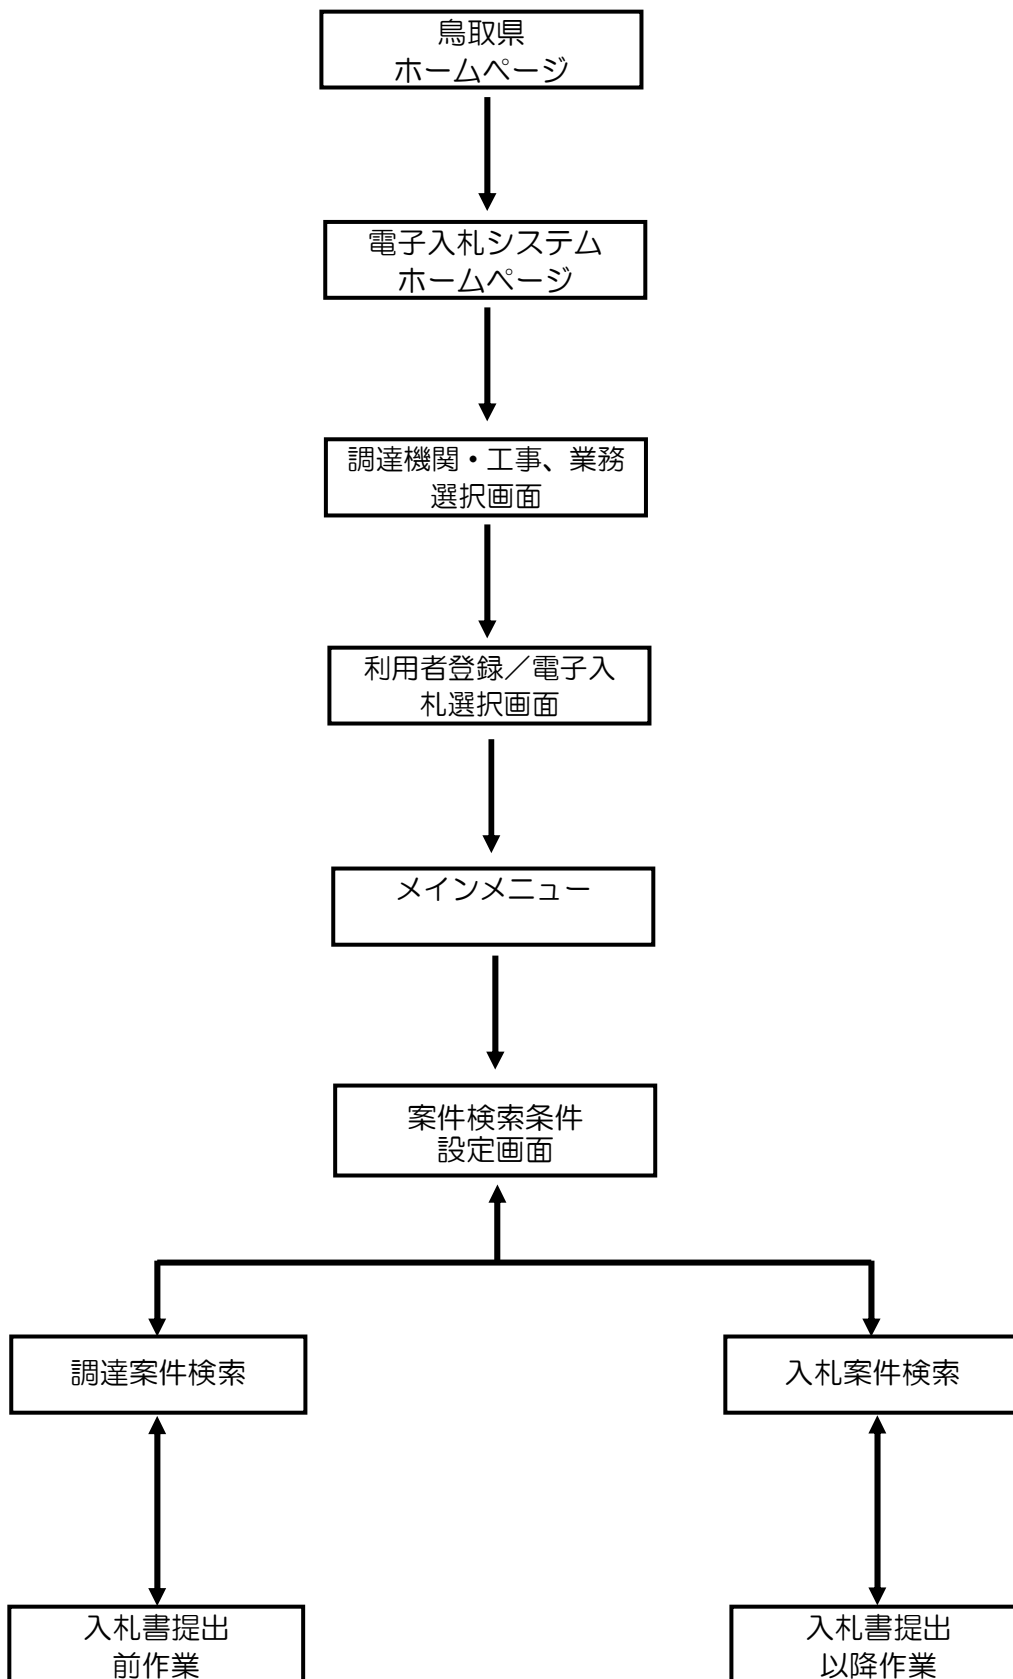 鳥取県
ホームページ
電子入札システム
ホームページ
調達機関・工事、業務
選択画面
利用者登録／電子入
札選択画面
メインメニュー
案件検索条件
設定画面
調達案件検索
入札案件検索
入札書提出
前作業
入札書提出
以降作業